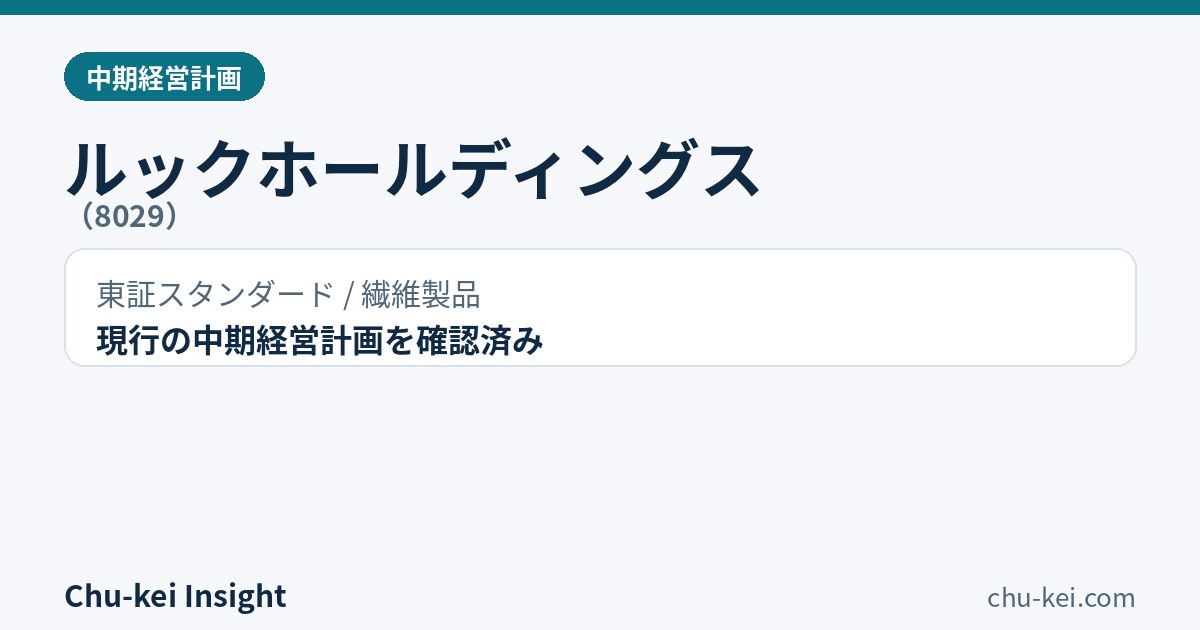 中期経営計画
ルックホールディングス
（8029）
東証スタンダード / 繊維製品
現行の中期経営計画を確認済み
Chu-kei Insight
chu-kei.com